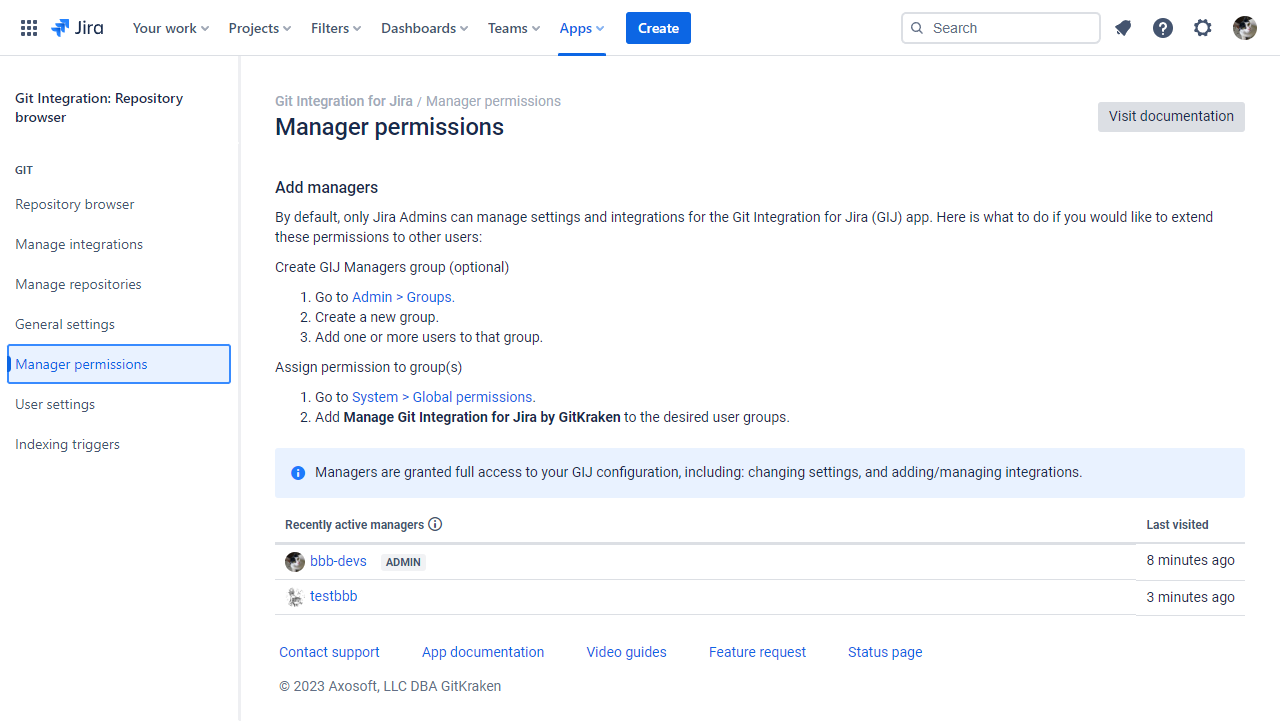 Jira Your work Projects Filters Dashboards Teams Apps Create Search
Git Integration: Repository
browser
GIT
Repository browser
Manage integrations
Manage repositories
General settings
Manager permissions
User settings
Indexing triggers
Git Integration for Jira / Manager permissions
Manager permissions
Visit documentation
Add managers
By default, only Jira Admins can manage settings and integrations for the Git Integration for Jira (GIJ) app. Here is what to do if you would like to extend
these permissions to other users:
Create GIJ Managers group (optional)
1. Go to Admin > Groups.
2. Create a new group.
3. Add one or more users to that group.
Assign permission to group(s)
1. Go to System > Global permissions.
2. Add Manage Git Integration for Jira by GitKraken to the desired user groups.
Managers are granted full access to your GIJ configuration, including: changing settings, and adding/managing integrations.
Recently active managers Last visited
bbb-devs ADMIN 8 minutes ago
testbbb 3 minutes ago
Contact support App documentation Video guides Feature request Status page
© 2023 Axosoft, LLC DBA GitKraken